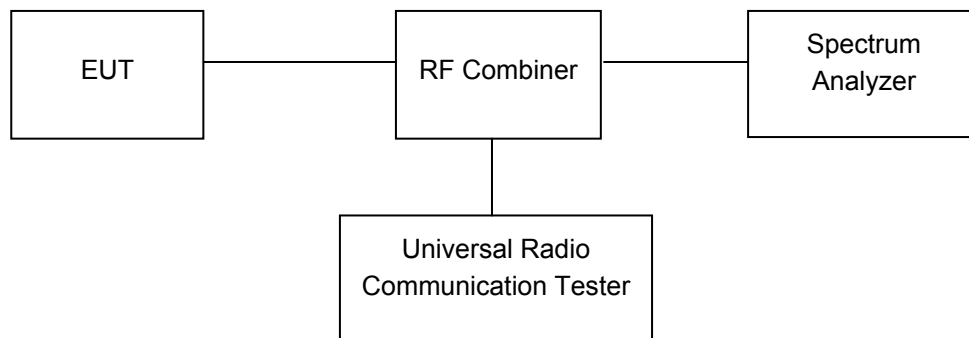 EUT
RF Combiner
Spectrum
Analyzer
Universal Radio
Communication Tester